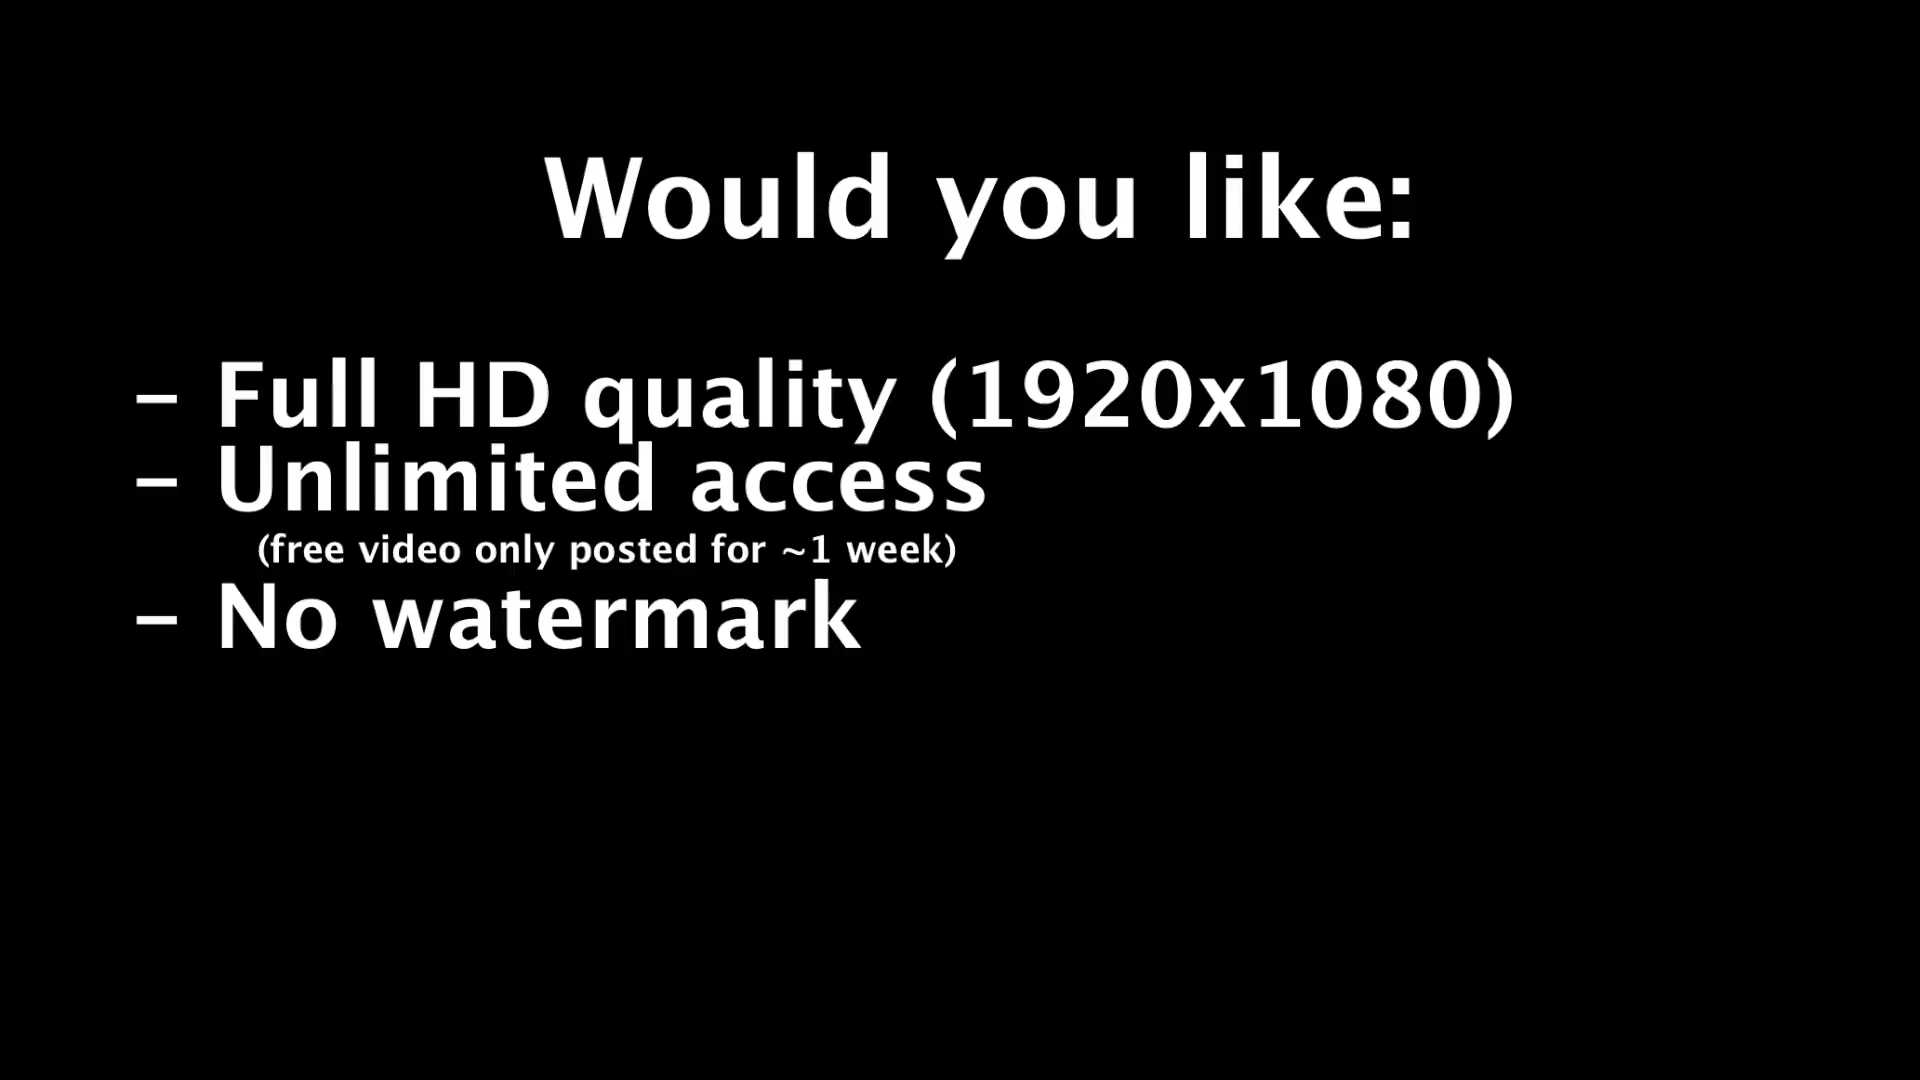 Would you like:
- Full HD quality (1920x1080)
- Unlimited access
(free video only posted for ~1 week)
- No watermark